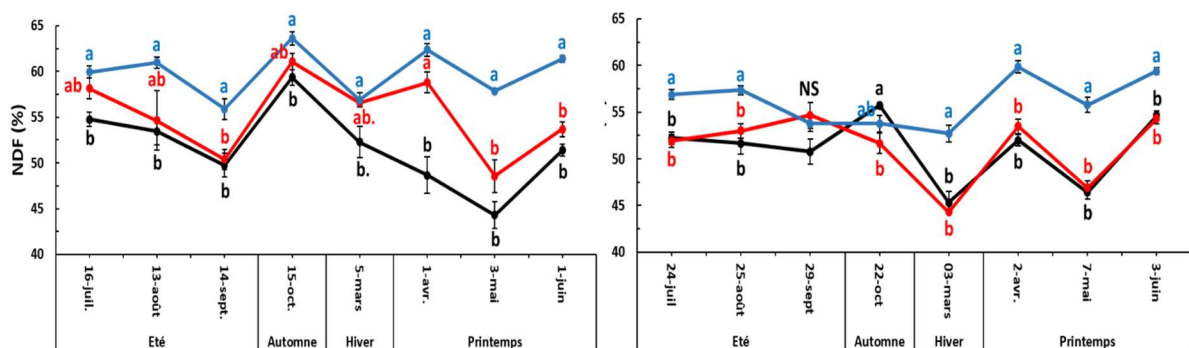 NDF (%)
65
60
55
50
45
40
a
a
a
a
a
a
a
a
ab
ab
b
ab
ab.
a
b
b
b
b
b
b
b.
b
b
b
16-juil.
13-août
14-sept.
15-oct.
5-mars
1-avr.
3-mai
1-juin
Eté
Automne
Hiver
Printemps
65
60
55
50
45
40
a
a
NS
ab
a
a
a
a
b
b
b
b
b
b
b
b
b
a
b
b
b
b
24-juil
25-août
29-sept
22-oct
03-mars
2-avr.
7-mai
3-juin
Eté
Automne
Hiver
Printemps